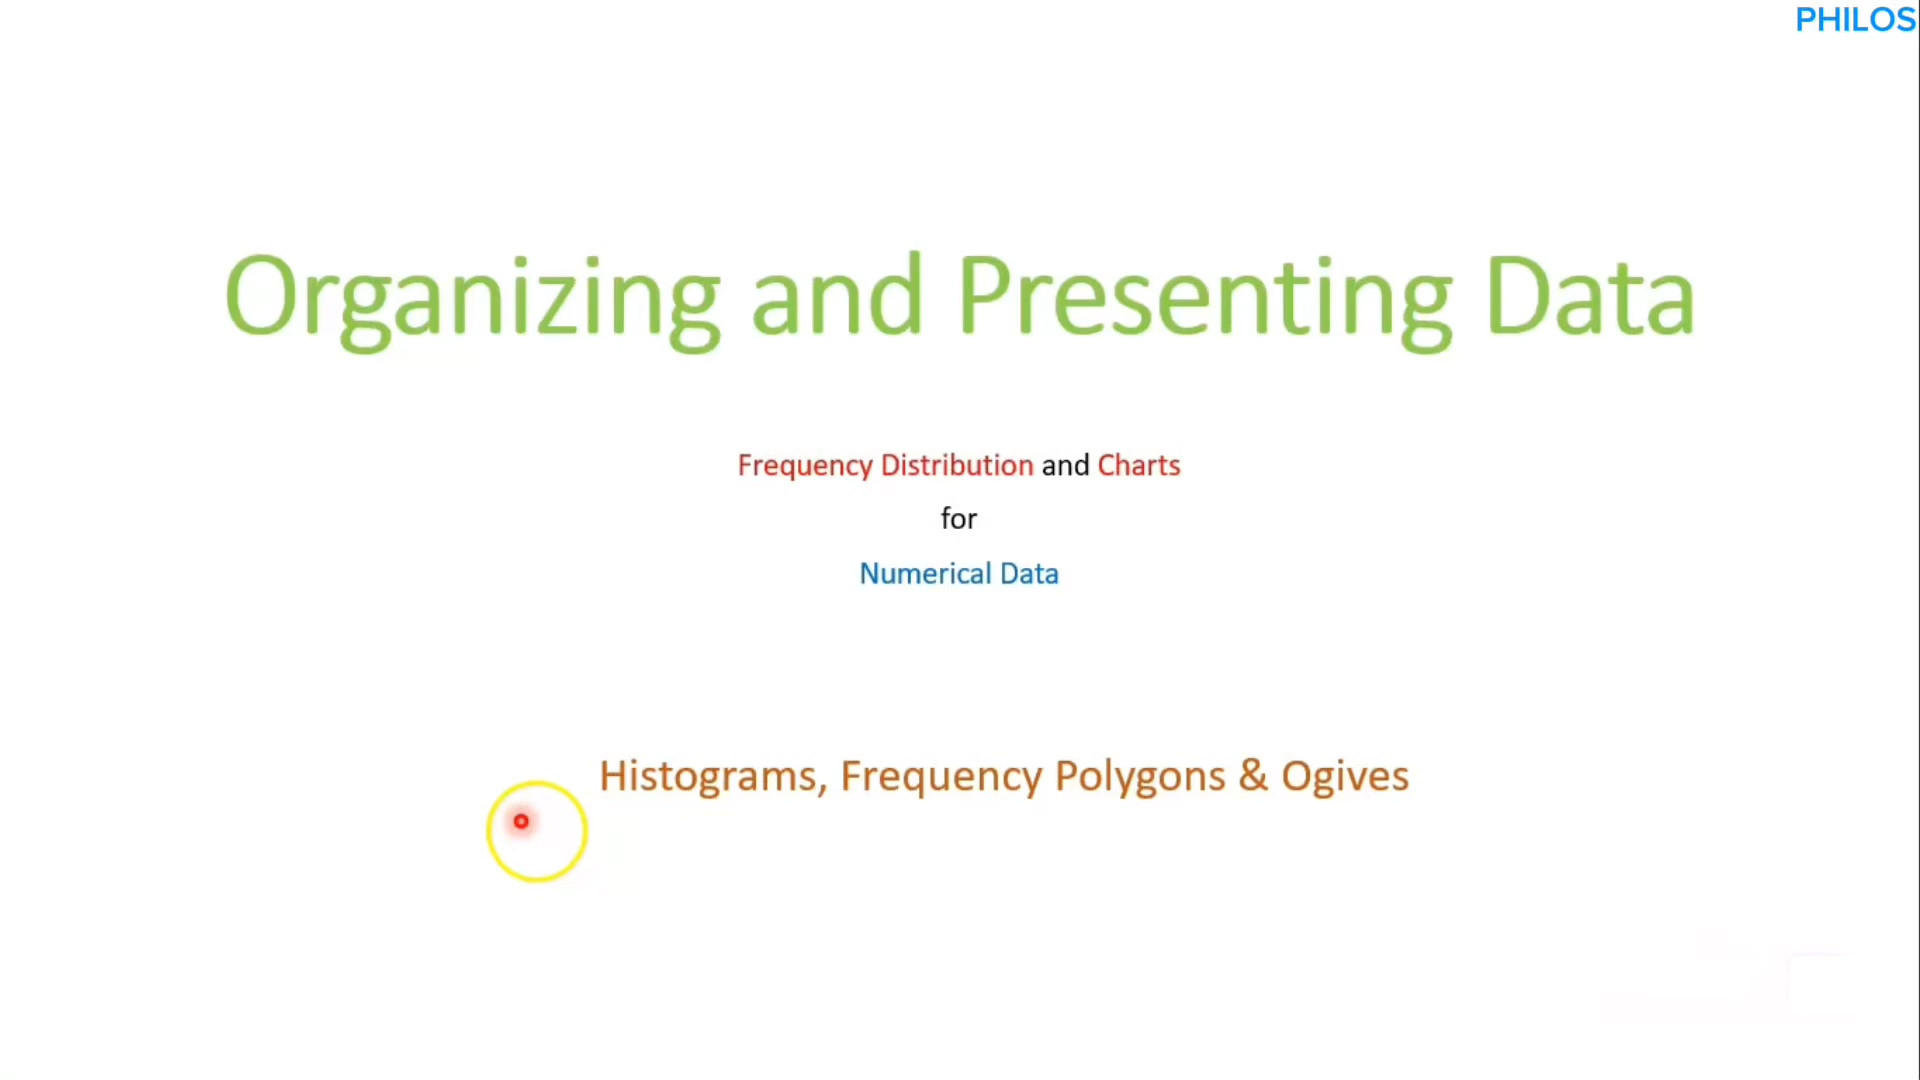 PHILOS
Organizing and Presenting Data
Frequency Distribution and Charts
for
Numerical Data
Histograms, Frequency Polygons & Ogives